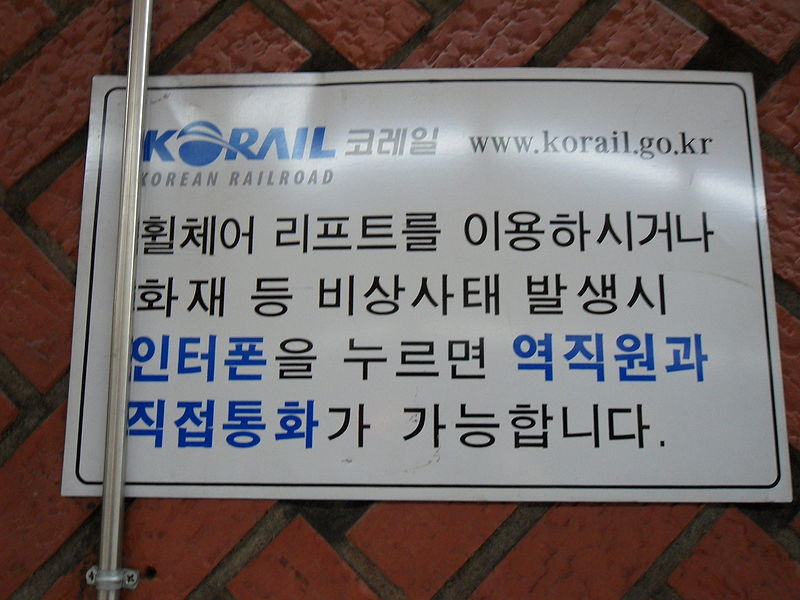 KORAIL 코레일 www.korail.go.kr
KOREAN RAILROAD
휠체어 리프트를 이용하시거나
화재 등 비상사태 발생시
인터폰을 누르면 역직원과
직접통화가 가능합니다.